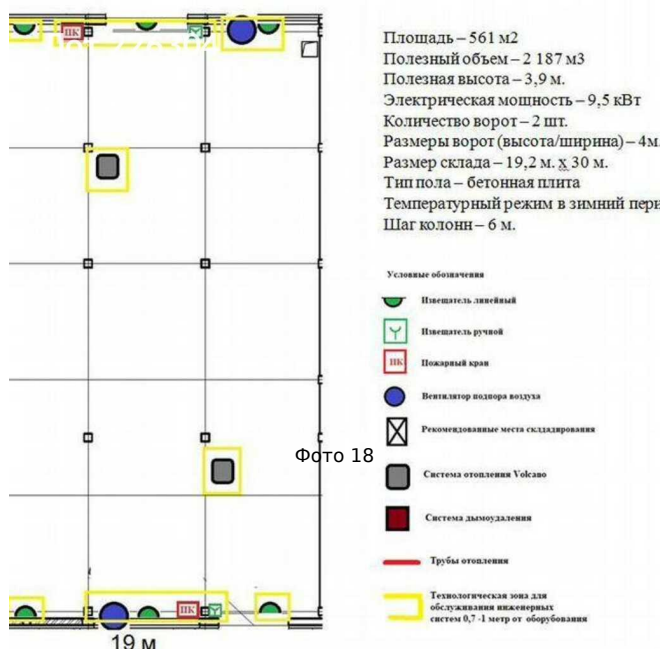 ПК
Площадь – 561 м2
Полезный объем – 2 187 м3
Полезная высота – 3,9 м.
Электрическая мощность – 9,5 кВт
Количество ворот – 2 шт.
Размеры ворот (высота/ширина) – 4м.
Размер склада – 19,2 м. х 30 м.
Тип пола – бетонная плита
Температурный режим в зимний пери
Шаг колонн – 6 м.
Условные обозначения
Извещатель линейный
Извещатель ручной
ПК Пожарный кран
Вентилятор подпора воздуха
Рекомендованные места склдадирования
Фото 18
Система отопления Volcano
Система дымоудаления
Трубы отопления
Технологическая зона для
обслуживания инженерных
систем 0,7 -1 метр от оборубования
ПК
19 м